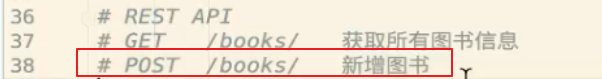 36 # REST API
37 # GET /books/ 获取所有图书信息
38 # POST /books/ 新增图书